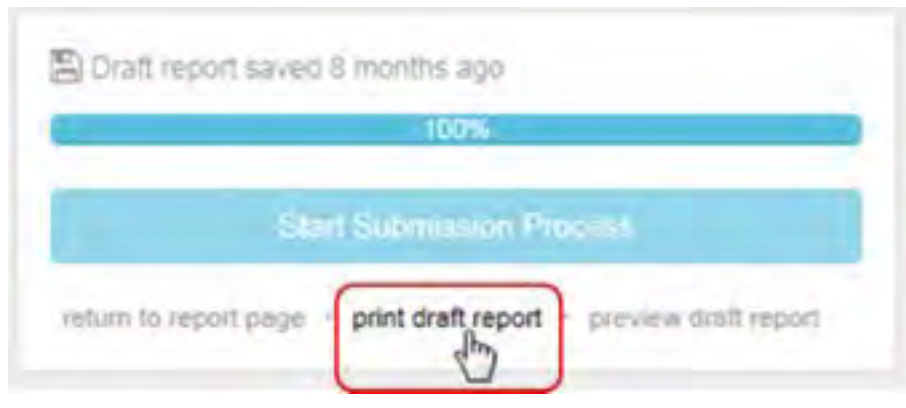 Draft report saved 8 months ago
100%
Start Submission Process
return to report page - print draft report - preview draft report